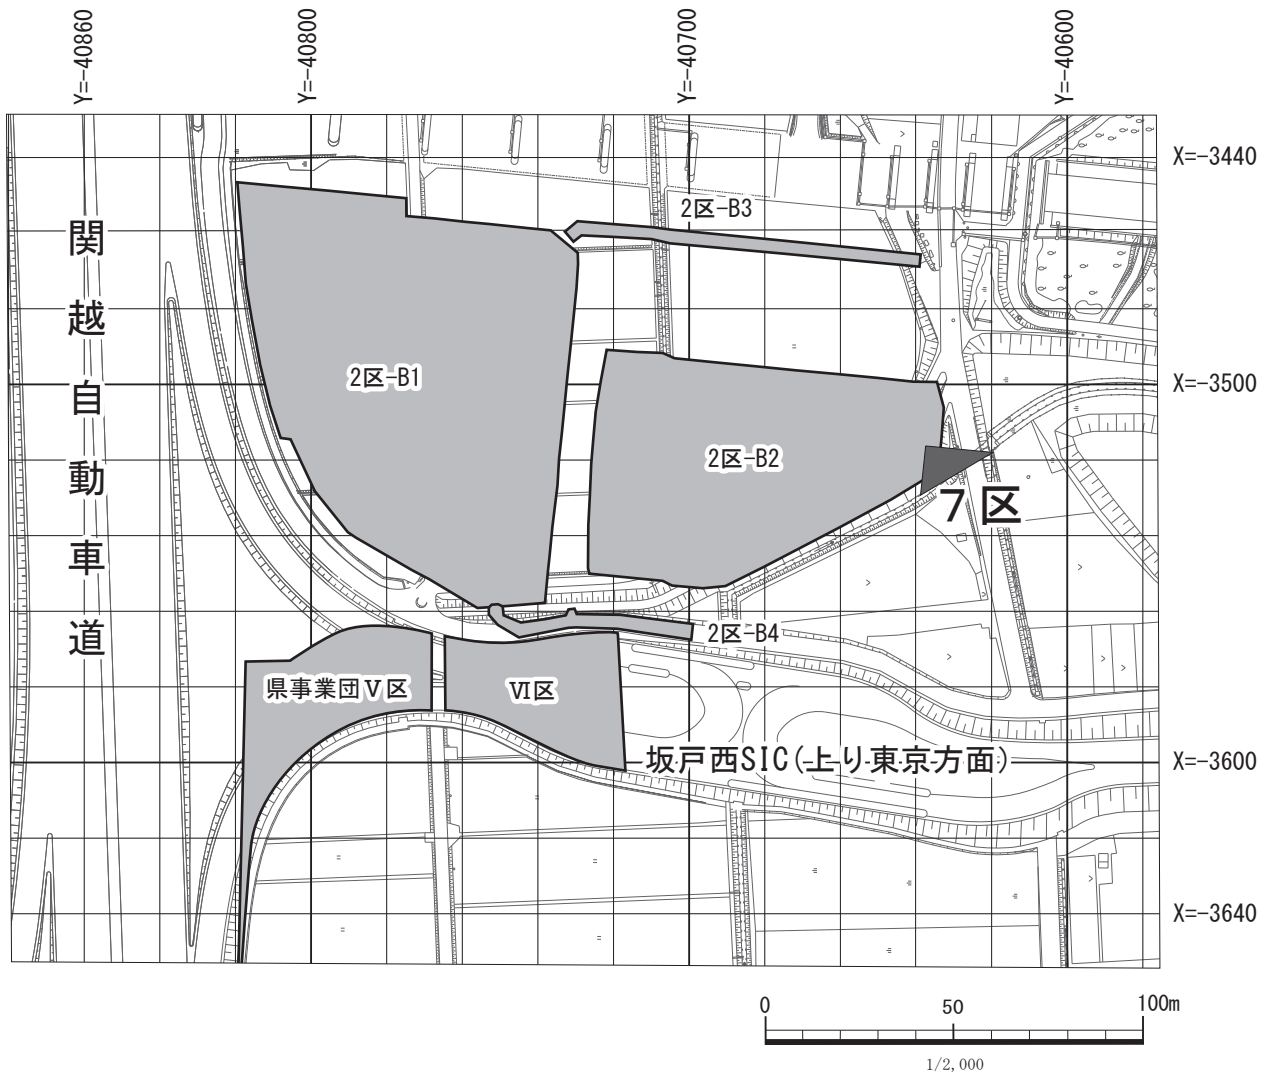 Y=-40860
Y=-40800
Y=-40700
Y=-40600
X=-3440
2区-B3
関越自動車道
2区-B1
X=-3500
2区-B2
7区
2区-B4
県事業団Ⅴ区
Ⅵ区
坂戸西SIC(上り東京方面)
X=-3600
X=-3640
0 50 100m
1/2,000